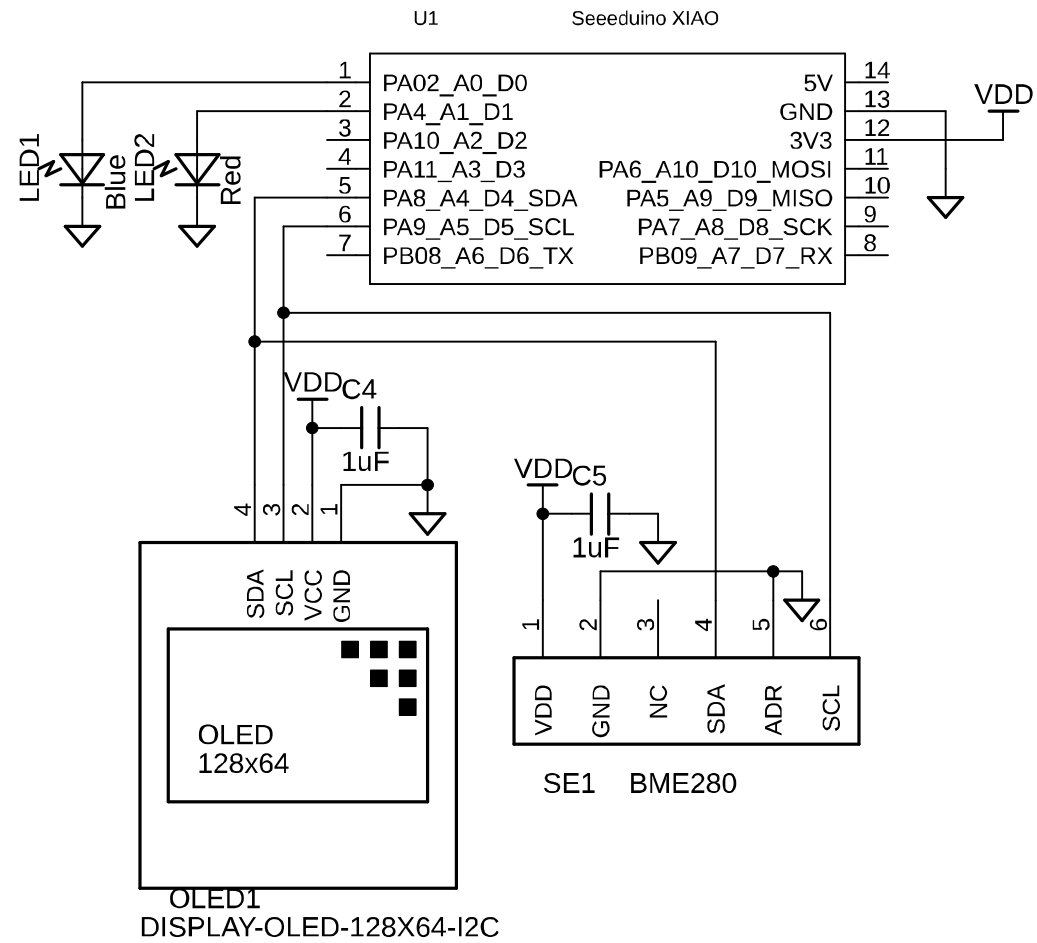 U1 Seeeduino XIAO
1 PA02_A0_D0 5V 14
2 PA4_A1_D1 GND 13
3 PA10_A2_D2 3V3 12 VDD
4 PA11_A3_D3 PA6_A10_D10_MOSI 11
5 PA8_A4_D4_SDA PA5_A9_D9_MISO 10
6 PA9_A5_D5_SCL PA7_A8_D8_SCK 9
7 PB08_A6_D6_TX PB09_A7_D7_RX 8
LED1 Blue
LED2 Red
VDD C4
1uF
4 3 2 1
SDA SCL VCC GND
OLED
128x64
OLED1
DISPLAY-OLED-128X64-I2C
VDD C5
1uF
1 2 3 4 5 6
VDD GND NC SDA ADR SCL
SE1 BME280